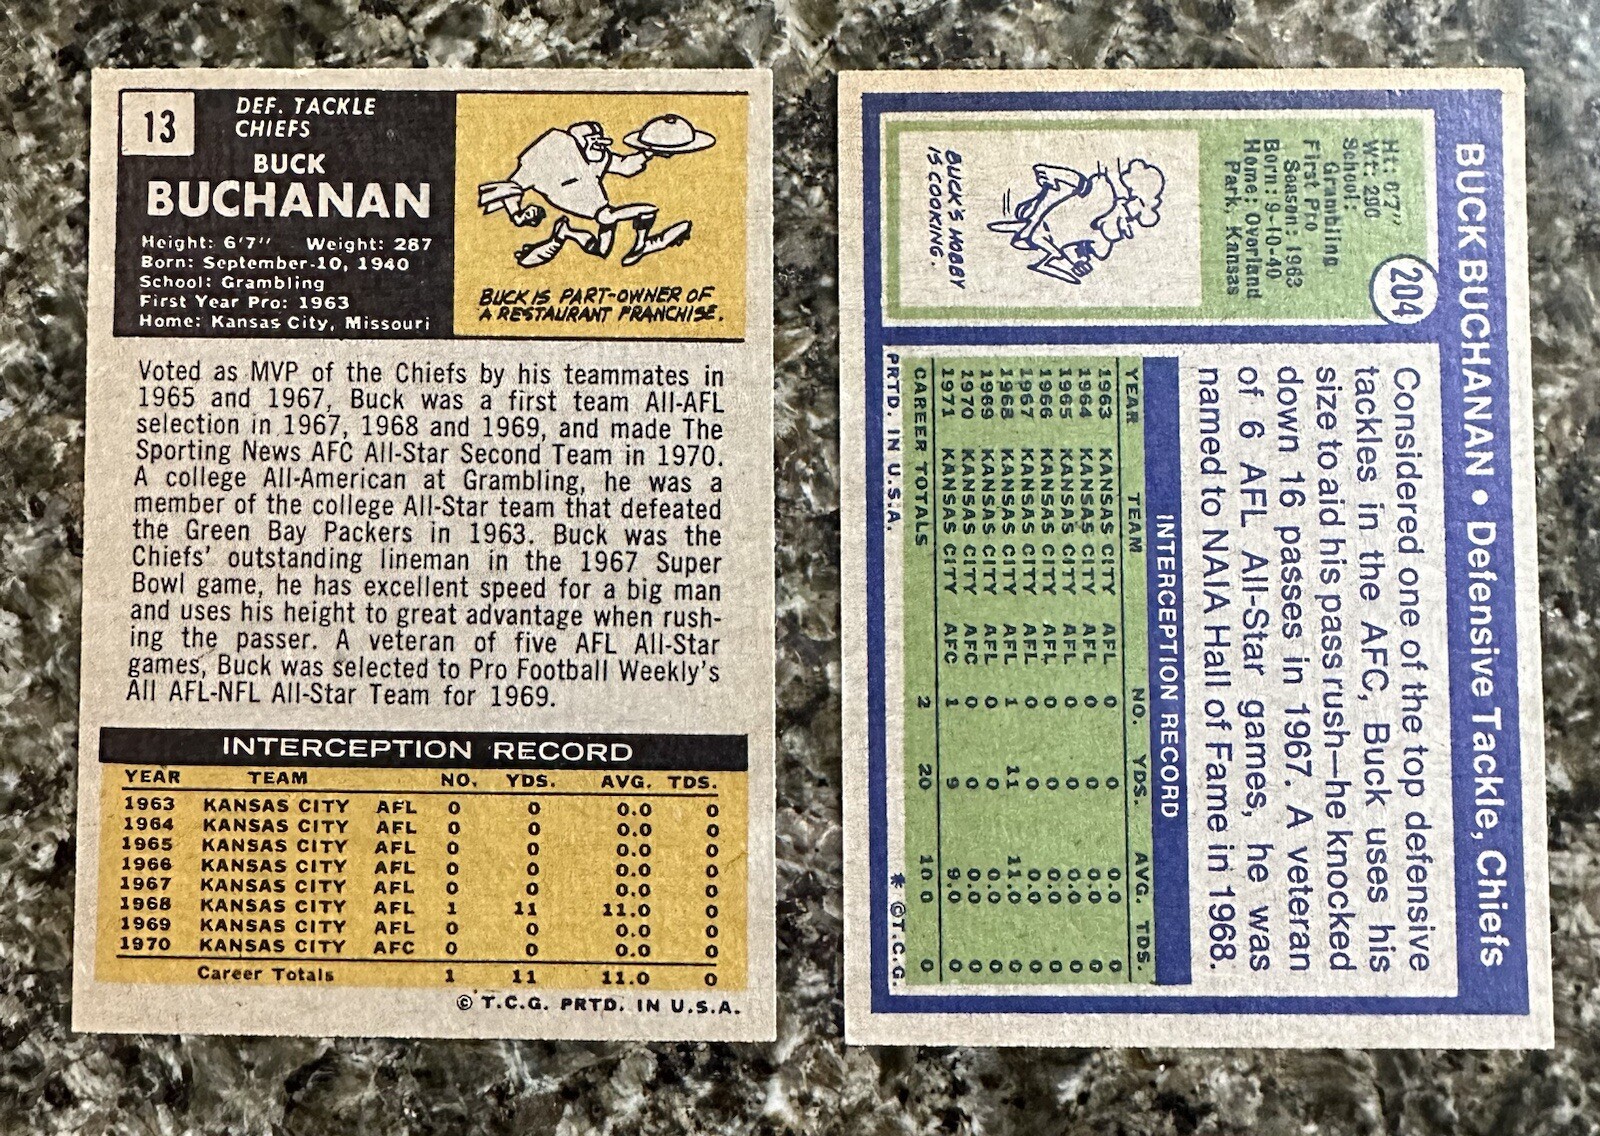 13
DEF. TACKLE
CHIEFS
BUCK
BUCHANAN
Height: 6'7" Weight: 287
Born: September-10, 1940
School: Grambling
First Year Pro: 1963
Home: Kansas City, Missouri
BUCK IS PART-OWNER OF
A RESTAURANT FRANCHISE.
Voted as MVP of the Chiefs by his teammates in
1965 and 1967, Buck was a first team All-AFL
selection in 1967, 1968 and 1969, and made The
Sporting News AFC All-Star Second Team in 1970.
A college All-American at Grambling, he was a
member of the college All-Star team that defeated
the Green Bay Packers in 1963. Buck was the
Chiefs' outstanding lineman in the 1967 Super
Bowl game, he has excellent speed for a big man
and uses his height to great advantage when rush-
ing the passer. A veteran of five AFL All-Star
games, Buck was selected to Pro Football Weekly's
All AFL-NFL All-Star Team for 1969.
INTERCEPTION RECORD
YEAR TEAM NO. YDS. AVG. TDS.
1963 KANSAS CITY AFL 0 0 0.0 0
1964 KANSAS CITY AFL 0 0 0.0 0
1965 KANSAS CITY AFL 0 0 0.0 0
1966 KANSAS CITY AFL 0 0 0.0 0
1967 KANSAS CITY AFL 0 0 0.0 0
1968 KANSAS CITY AFL 1 11 11.0 0
1969 KANSAS CITY AFL 0 0 0.0 0
1970 KANSAS CITY AFC 0 0 0.0 0
Career Totals 1 11 11.0 0
© T.C.G. PRTD. IN U.S.A.
BUCK BUCHANAN • Defensive Tackle, Chiefs
204
Ht: 6'7"
Wt: 290
School:
Grambling
First Pro
Season: 1963
Born: 9-10-40
Home: Overland
Park, Kansas
BUCK'S HOBBY
IS COOKING.
Considered one of the top defensive
tackles in the AFC, Buck uses his
size to aid his pass rush—he knocked
down 16 passes in 1967. A veteran
of 6 AFL All-Star games, he was
named to NAIA Hall of Fame in 1968.
INTERCEPTION RECORD
YEAR TEAM NO. YDS. AVG. TDS.
1963 KANSAS CITY AFL 0 0 0.0 0
1964 KANSAS CITY AFL 0 0 0.0 0
1965 KANSAS CITY AFL 0 0 0.0 0
1966 KANSAS CITY AFL 0 0 0.0 0
1967 KANSAS CITY AFL 0 0 0.0 0
1968 KANSAS CITY AFL 1 11 11.0 0
1969 KANSAS CITY AFL 0 0 0.0 0
1970 KANSAS CITY AFC 0 0 0.0 0
1971 KANSAS CITY AFC 1 9 9.0 0
CAREER TOTALS 2 20 10.0 0
PRTD. IN U.S.A. * ©T.C.G.